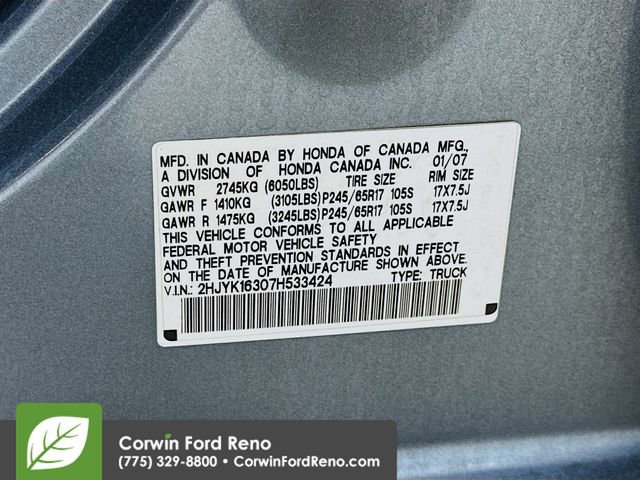 MFD. IN CANADA BY HONDA OF CANADA MFG.,
A DIVISION OF HONDA CANADA INC. 01/07
GVWR 2745KG (6050LBS) TIRE SIZE RIM SIZE
GAWR F 1410KG (3105LBS)P245/65R17 105S 17X7.5J
GAWR R 1475KG (3245LBS)P245/65R17 105S 17X7.5J
THIS VEHICLE CONFORMS TO ALL APPLICABLE
FEDERAL MOTOR VEHICLE SAFETY
AND THEFT PREVENTION STANDARDS IN EFFECT
ON THE DATE OF MANUFACTURE SHOWN ABOVE.
V.I.N.: 2HJYK16307H533424 TYPE: TRUCK
Corwin Ford Reno
(775) 329-8800 • CorwinFordReno.com